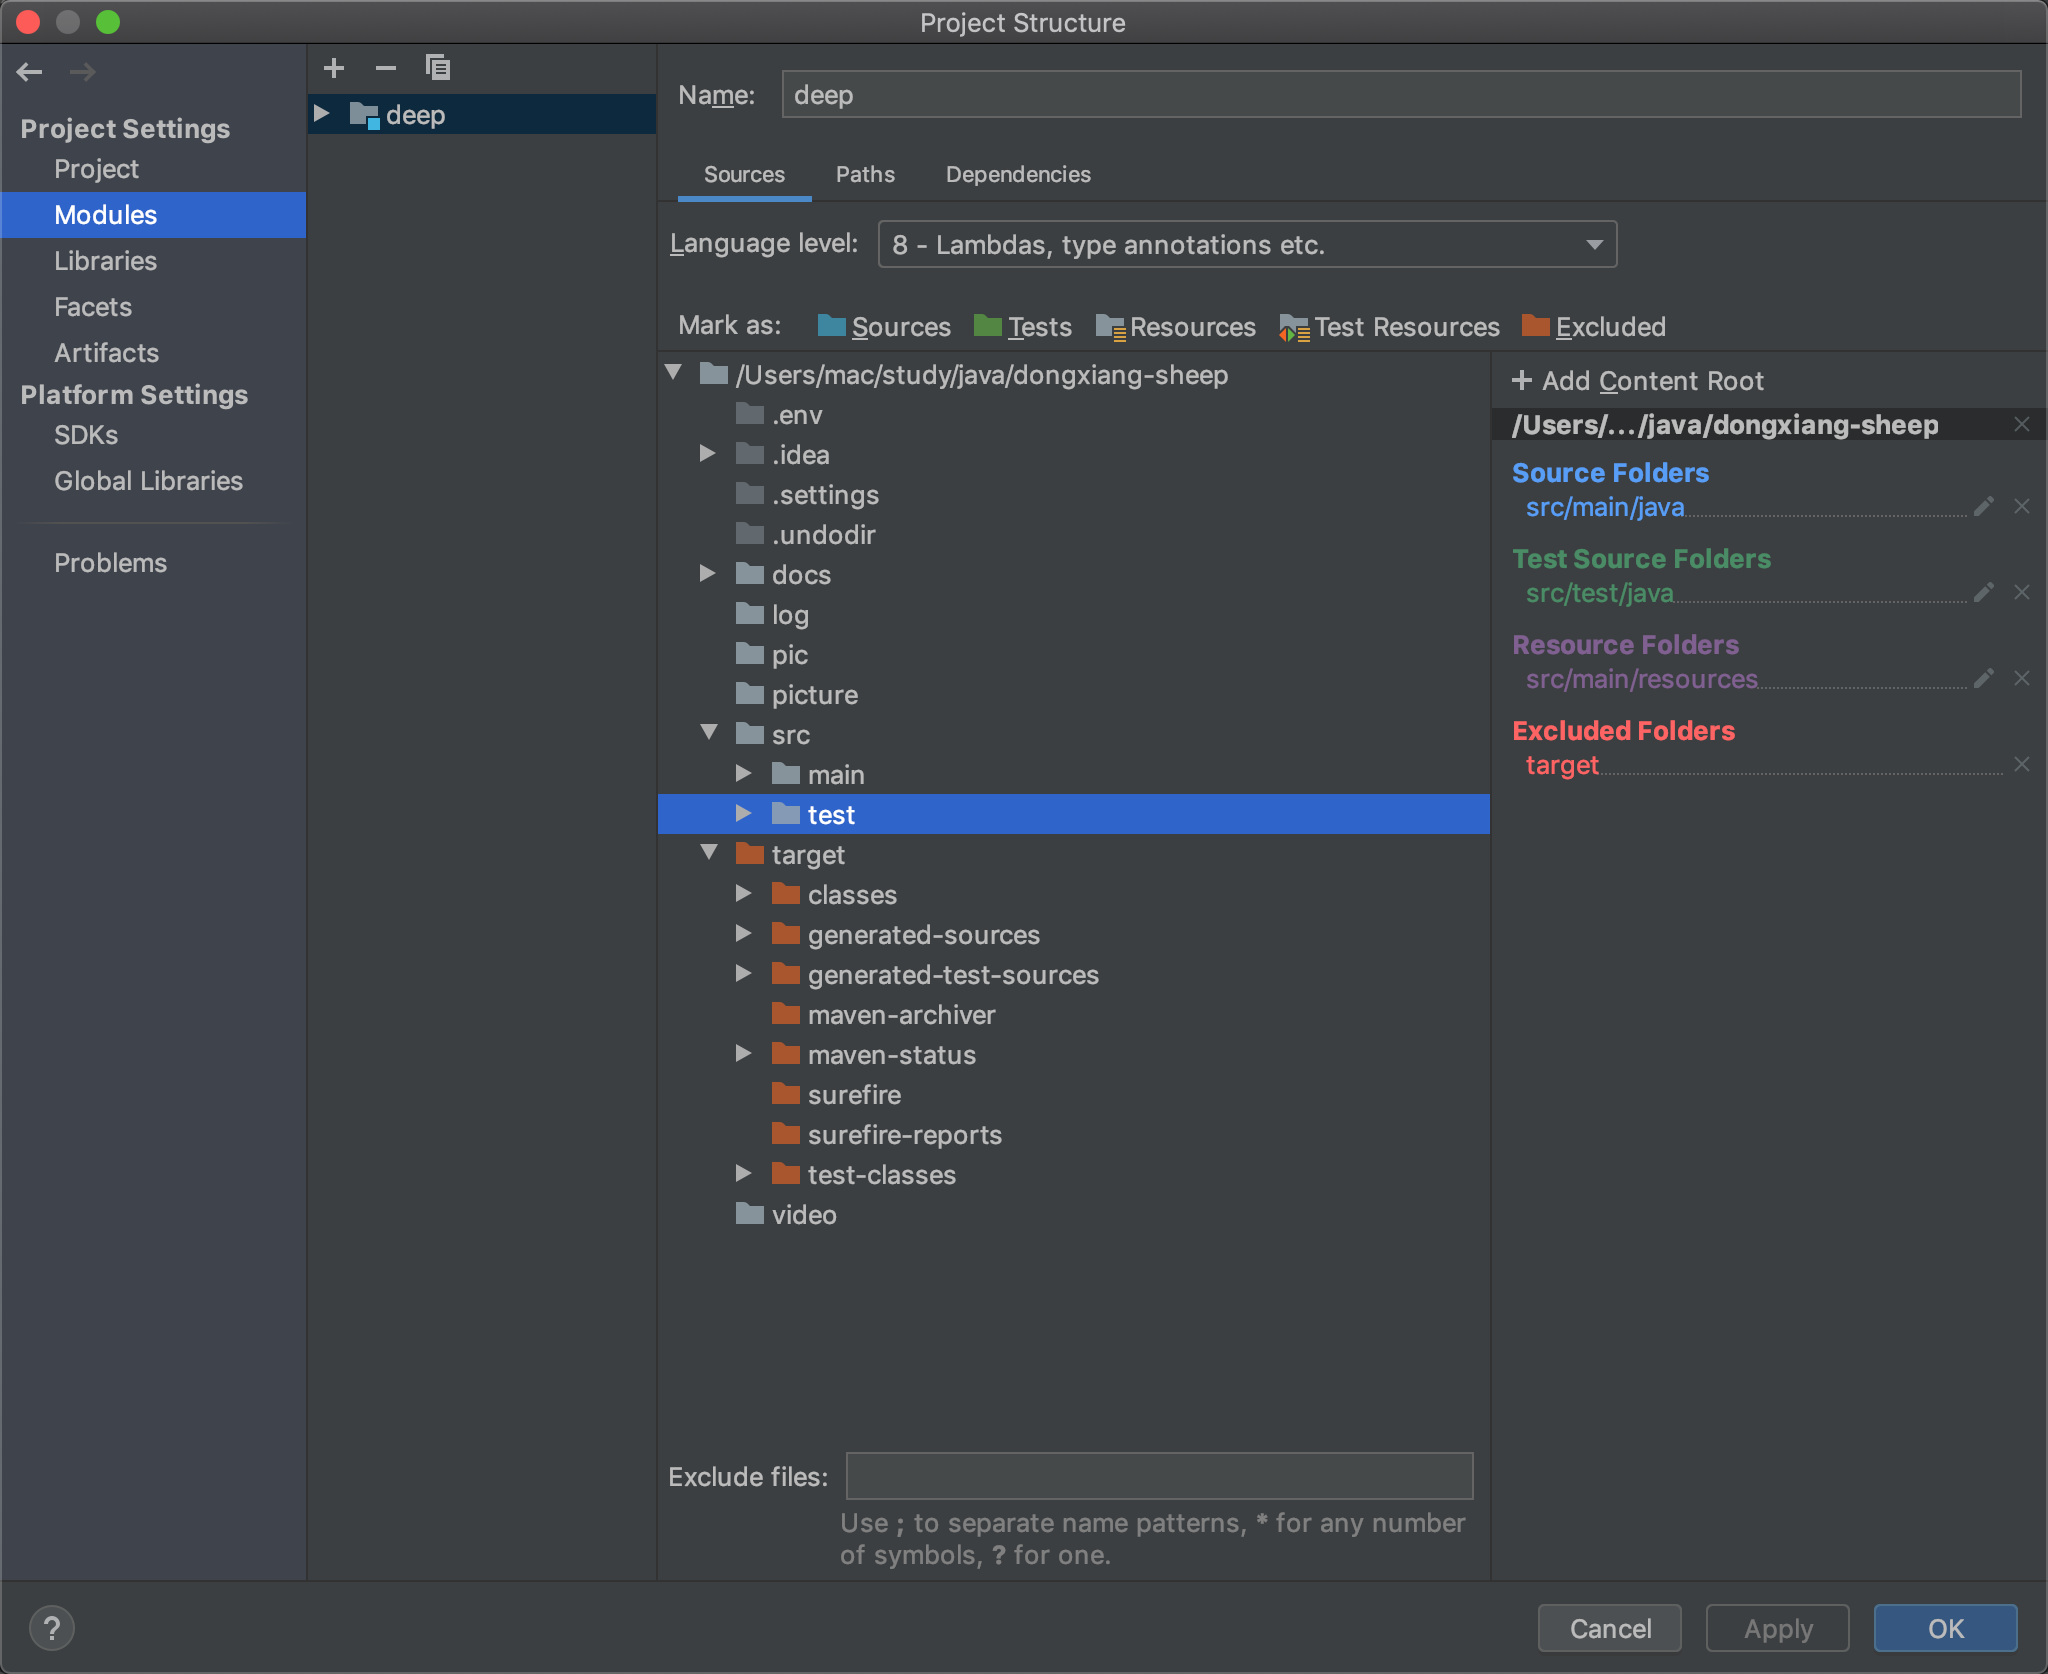 Project Structure
Project Settings
Project
Modules
Libraries
Facets
Artifacts
Platform Settings
SDKs
Global Libraries
Problems
deep
Name: deep
Sources Paths Dependencies
Language level: 8 - Lambdas, type annotations etc.
Mark as: Sources Tests Resources Test Resources Excluded
/Users/mac/study/java/dongxiang-sheep
.env
.idea
.settings
.undodir
docs
log
pic
picture
src
main
test
target
classes
generated-sources
generated-test-sources
maven-archiver
maven-status
surefire
surefire-reports
test-classes
video
Exclude files:
Use ; to separate name patterns, * for any number
of symbols, ? for one.
+ Add Content Root
/Users/.../java/dongxiang-sheep
Source Folders
src/main/java
Test Source Folders
src/test/java
Resource Folders
src/main/resources
Excluded Folders
target
? Cancel Apply OK